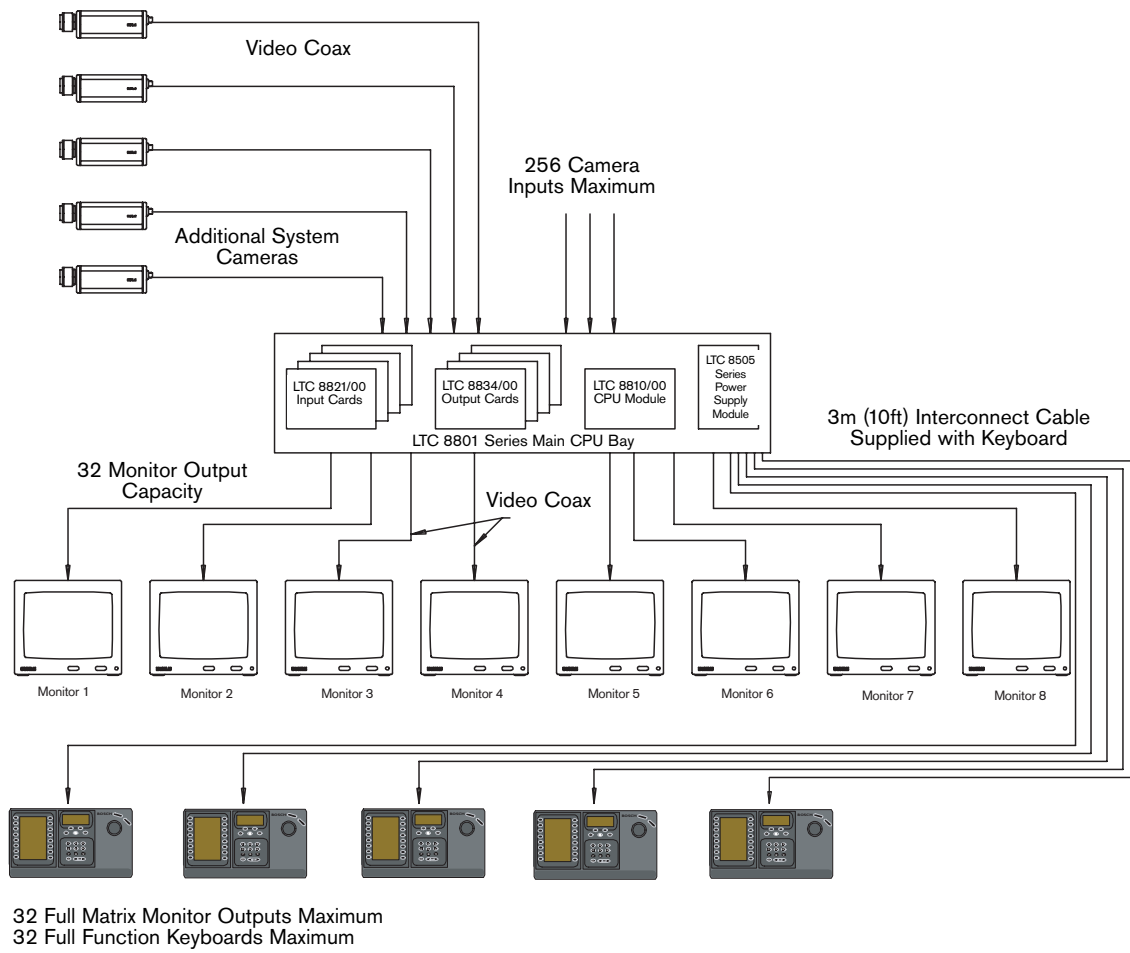 Video Coax
256 Camera
Inputs Maximum
Additional System
Cameras
LTC 8821/00
Input Cards
LTC 8834/00
Output Cards
LTC 8810/00
CPU Module
LTC 8505
Series
Power
Supply
Module
LTC 8801 Series Main CPU Bay
3m (10ft) Interconnect Cable
Supplied with Keyboard
32 Monitor Output
Capacity
Video Coax
Monitor 1
Monitor 2
Monitor 3
Monitor 4
Monitor 5
Monitor 6
Monitor 7
Monitor 8
32 Full Matrix Monitor Outputs Maximum
32 Full Function Keyboards Maximum